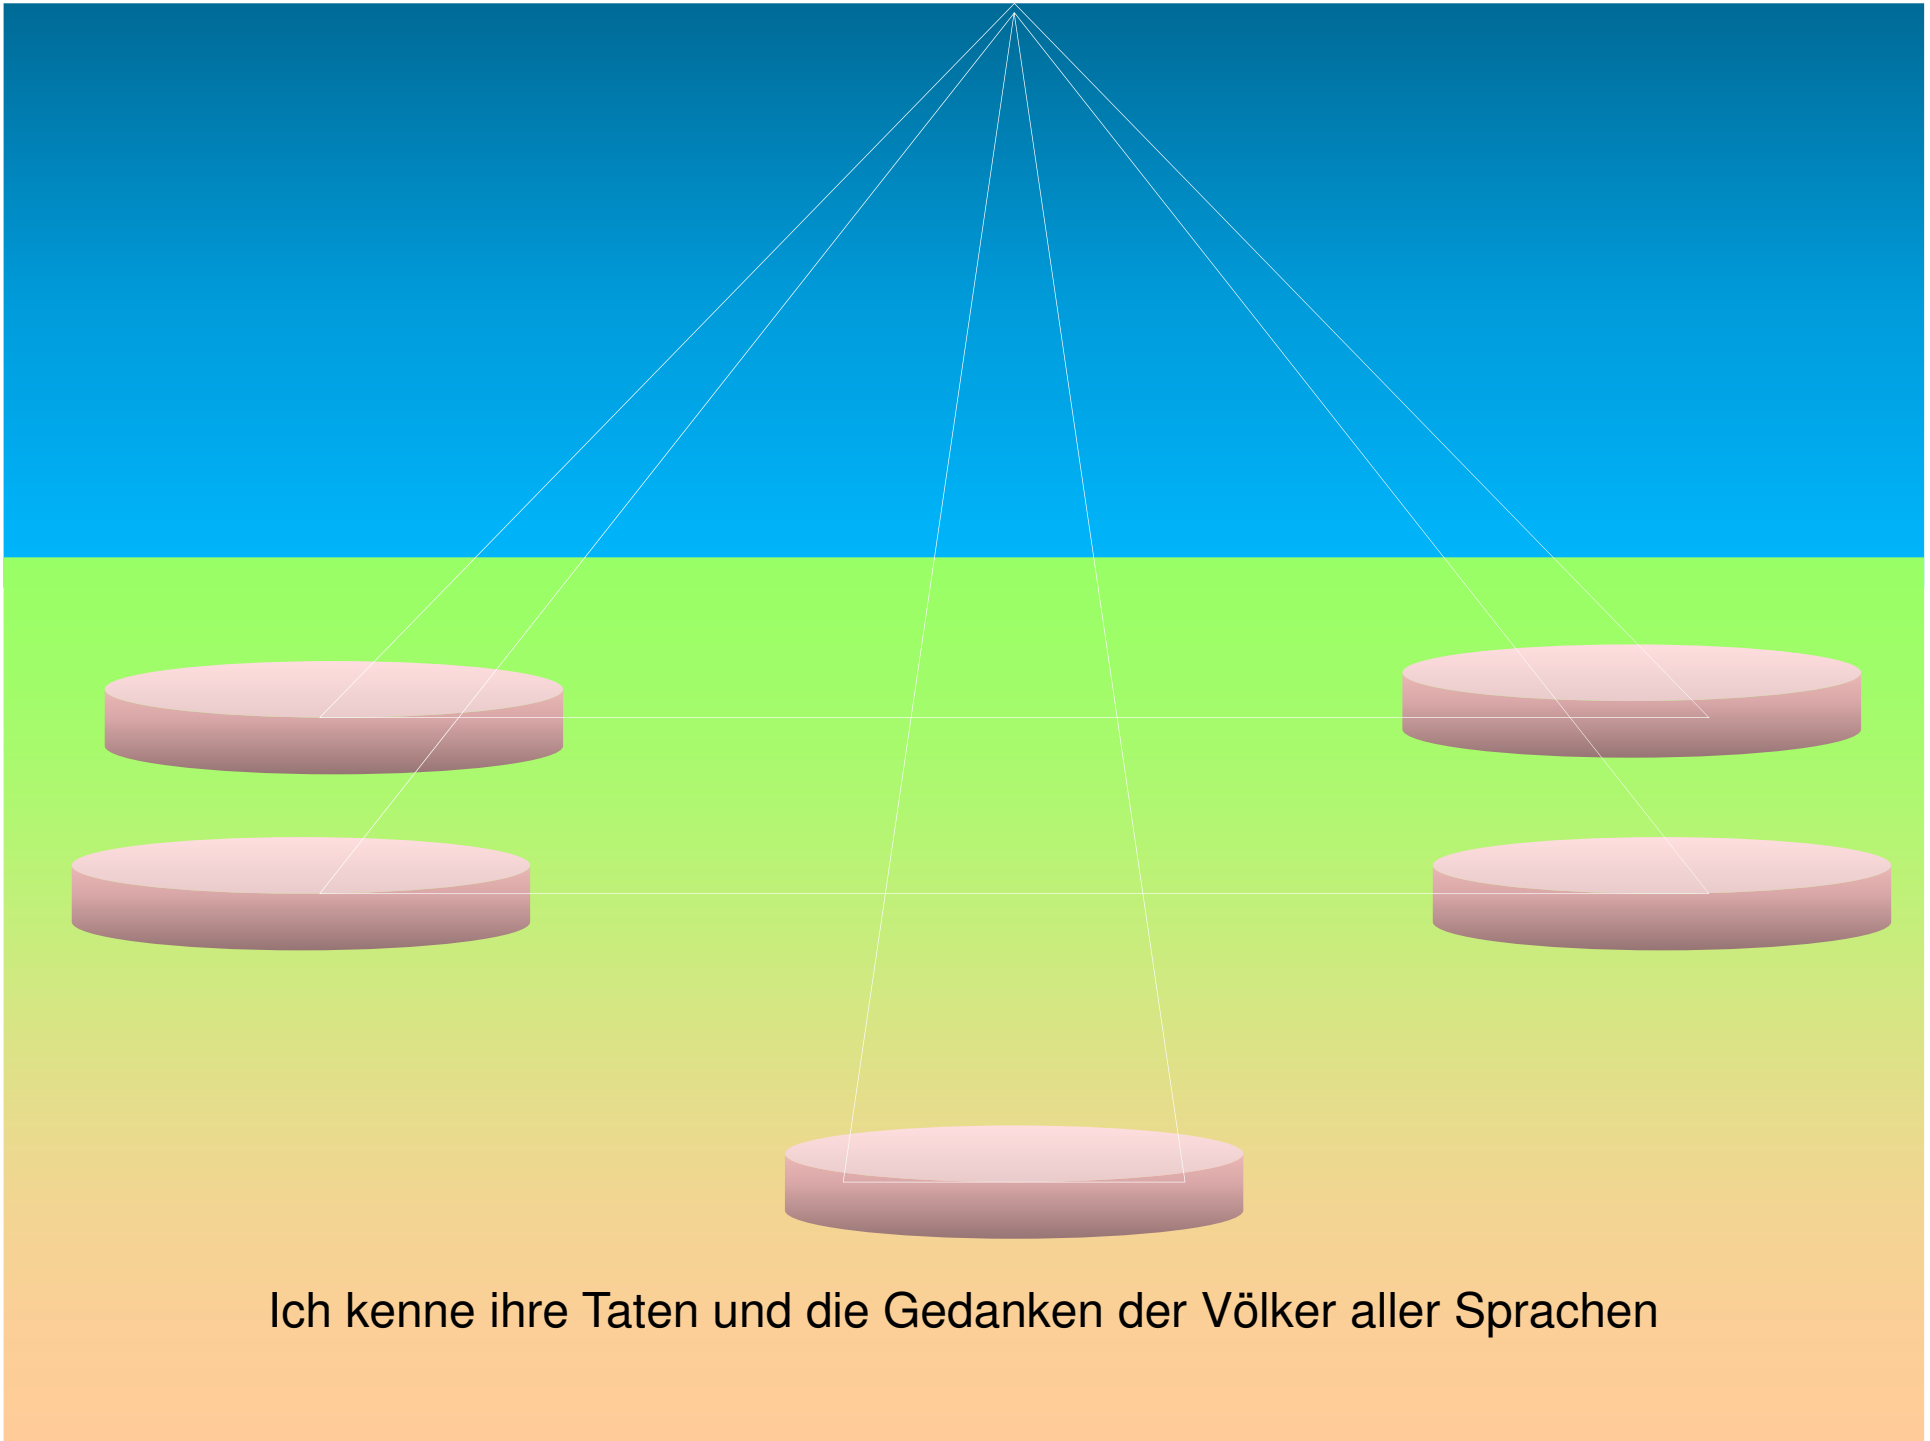 Ich kenne ihre Taten und die Gedanken der Völker aller Sprachen